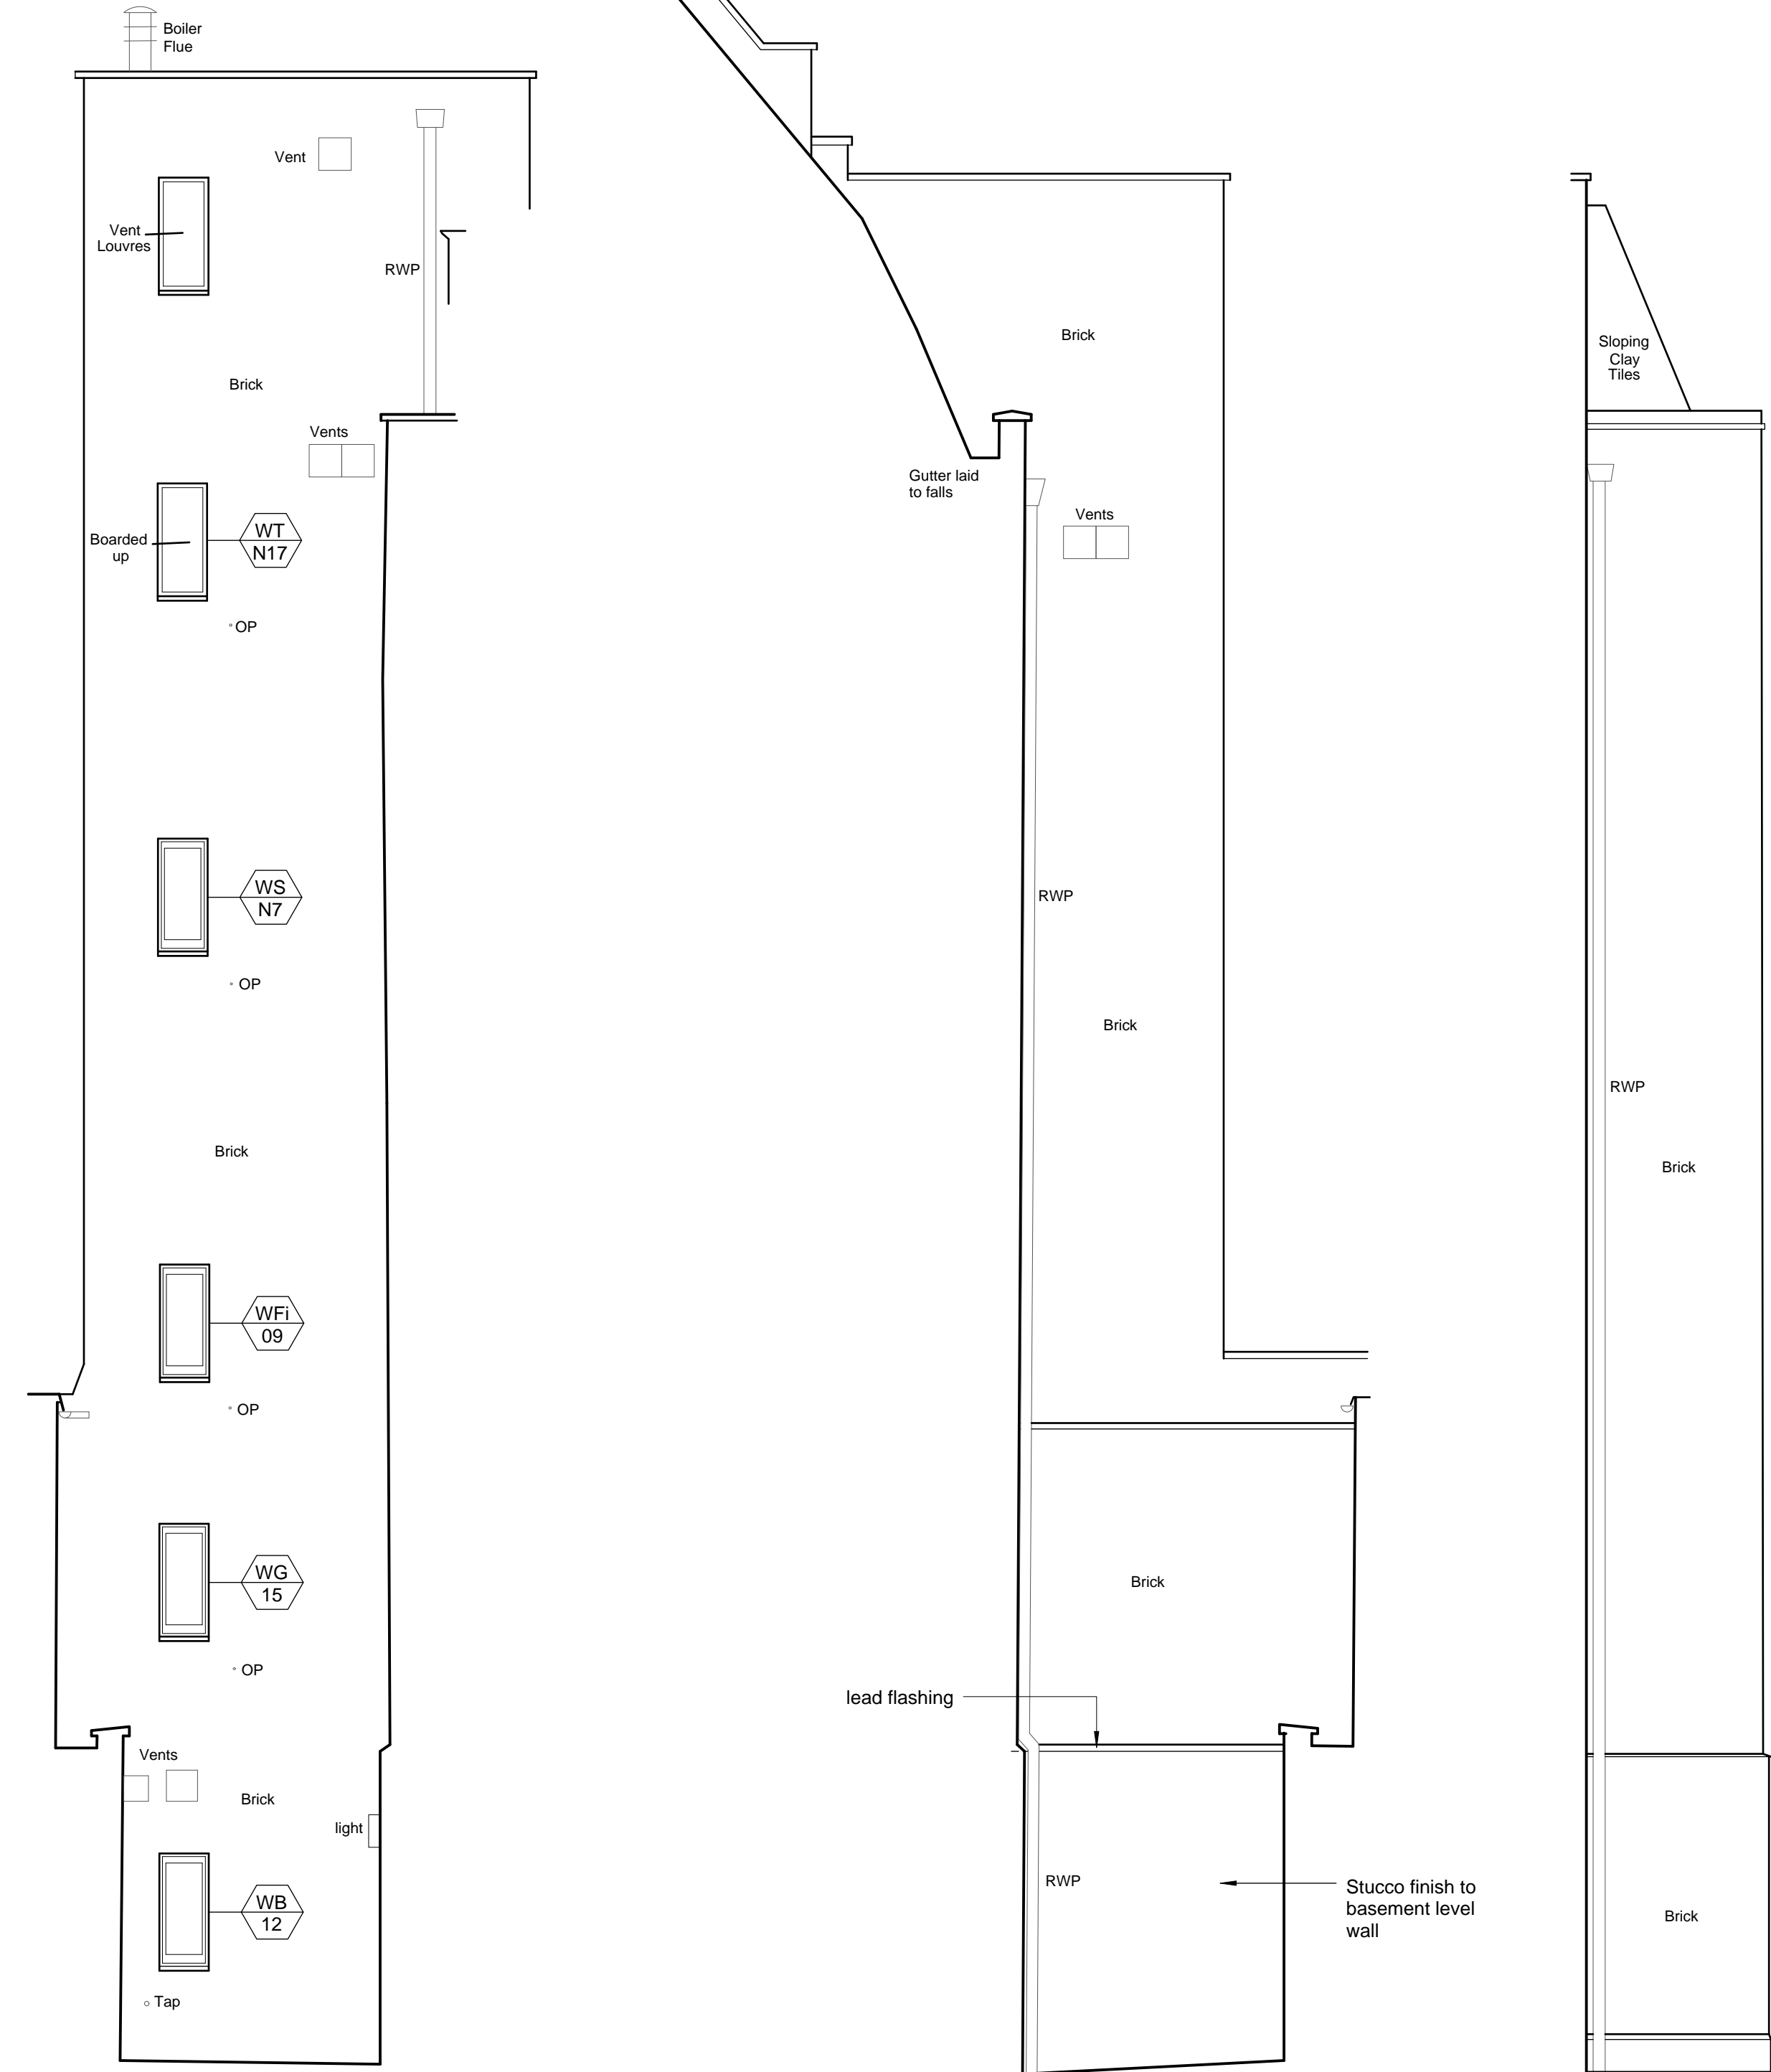 Boiler
Flue
Vent
Vent
Louvres
RWP
Brick
Vents
Boarded
up
WT
N17
OP
WS
N7
OP
Brick
WFi
09
OP
WG
15
OP
Vents
Brick
light
WB
12
Tap
Brick
Gutter laid
to falls
Vents
RWP
Brick
Brick
lead flashing
RWP
Stucco finish to
basement level
wall
Sloping
Clay
Tiles
RWP
Brick
Brick